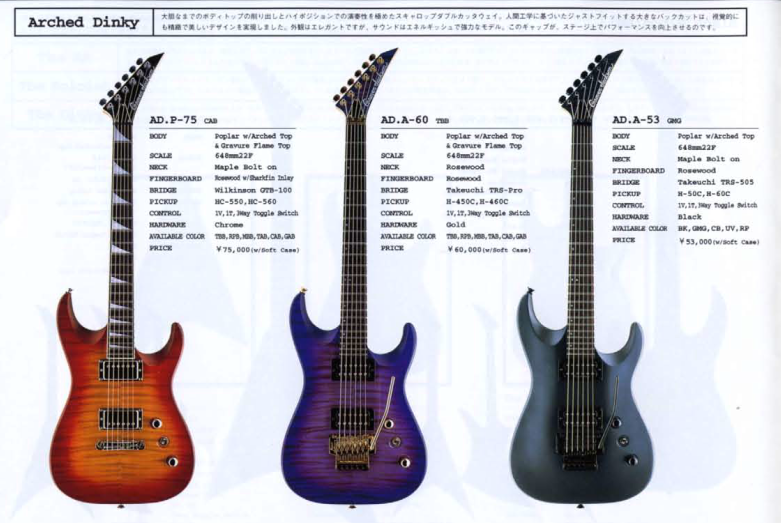 Arched Dinky
大胆なまでのボディトップの削り出しとハイポジションでの演奏性を極めたスキャロップダブルカッタウェイ。人間工学に基づいたジャストフィットする大きなバックカットは、視覚的に
も精緻で美しいデザインを実現しました。外観はエレガントですが、サウンドはエネルギッシュで強力なモデル。このギャップが、ステージ上でパフォーマンスを向上させるのです。
AD.P-75 CAB
BODY Poplar w/Arched Top
& Gravure Flame Top
SCALE 648mm22F
NECK Maple Bolt on
FINGERBOARD Rosewood w/Sharkfin Inlay
BRIDGE Wilkinson GTB-100
PICKUP HC-550,HC-560
CONTROL 1V,1T,3Way Toggle Switch
HARDWARE Chrome
AVAILABLE COLOR TBB,RPB,MBB,TAB,CAB,GAB
PRICE ¥75,000(w/Soft Case)
AD.A-60 TBB
BODY Poplar w/Arched Top
& Gravure Flame Top
SCALE 648mm22F
NECK Rosewood
FINGERBOARD Rosewood
BRIDGE Takeuchi TRS-Pro
PICKUP H-450C,H-460C
CONTROL 1V,1T,3Way Toggle Switch
HARDWARE Gold
AVAILABLE COLOR TBB,RPB,MBB,TAB,CAB,GAB
PRICE ¥60,000(w/Soft Case)
AD.A-53 GMG
BODY Poplar w/Arched Top
SCALE 648mm22F
NECK Maple Bolt on
FINGERBOARD Rosewood
BRIDGE Takeuchi TRS-505
PICKUP H-50C,H-60C
CONTROL 1V,1T,3Way Toggle Switch
HARDWARE Black
AVAILABLE COLOR BK,GMG,CB,UV,RP
PRICE ¥53,000(w/Soft Case)